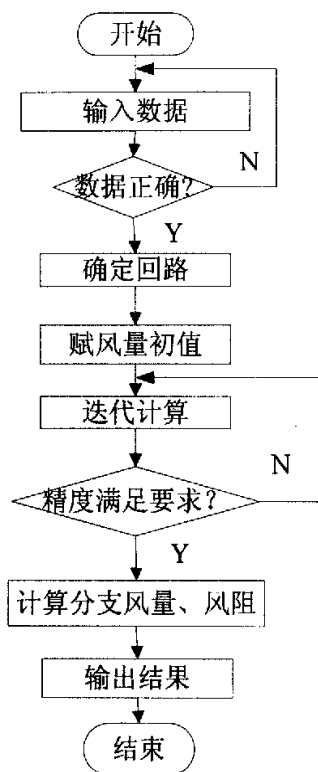 开始
输入数据
N
数据正确?
Y
确定回路
赋风量初值
迭代计算
N
精度满足要求?
Y
计算分支风量、风阻
输出结果
结束